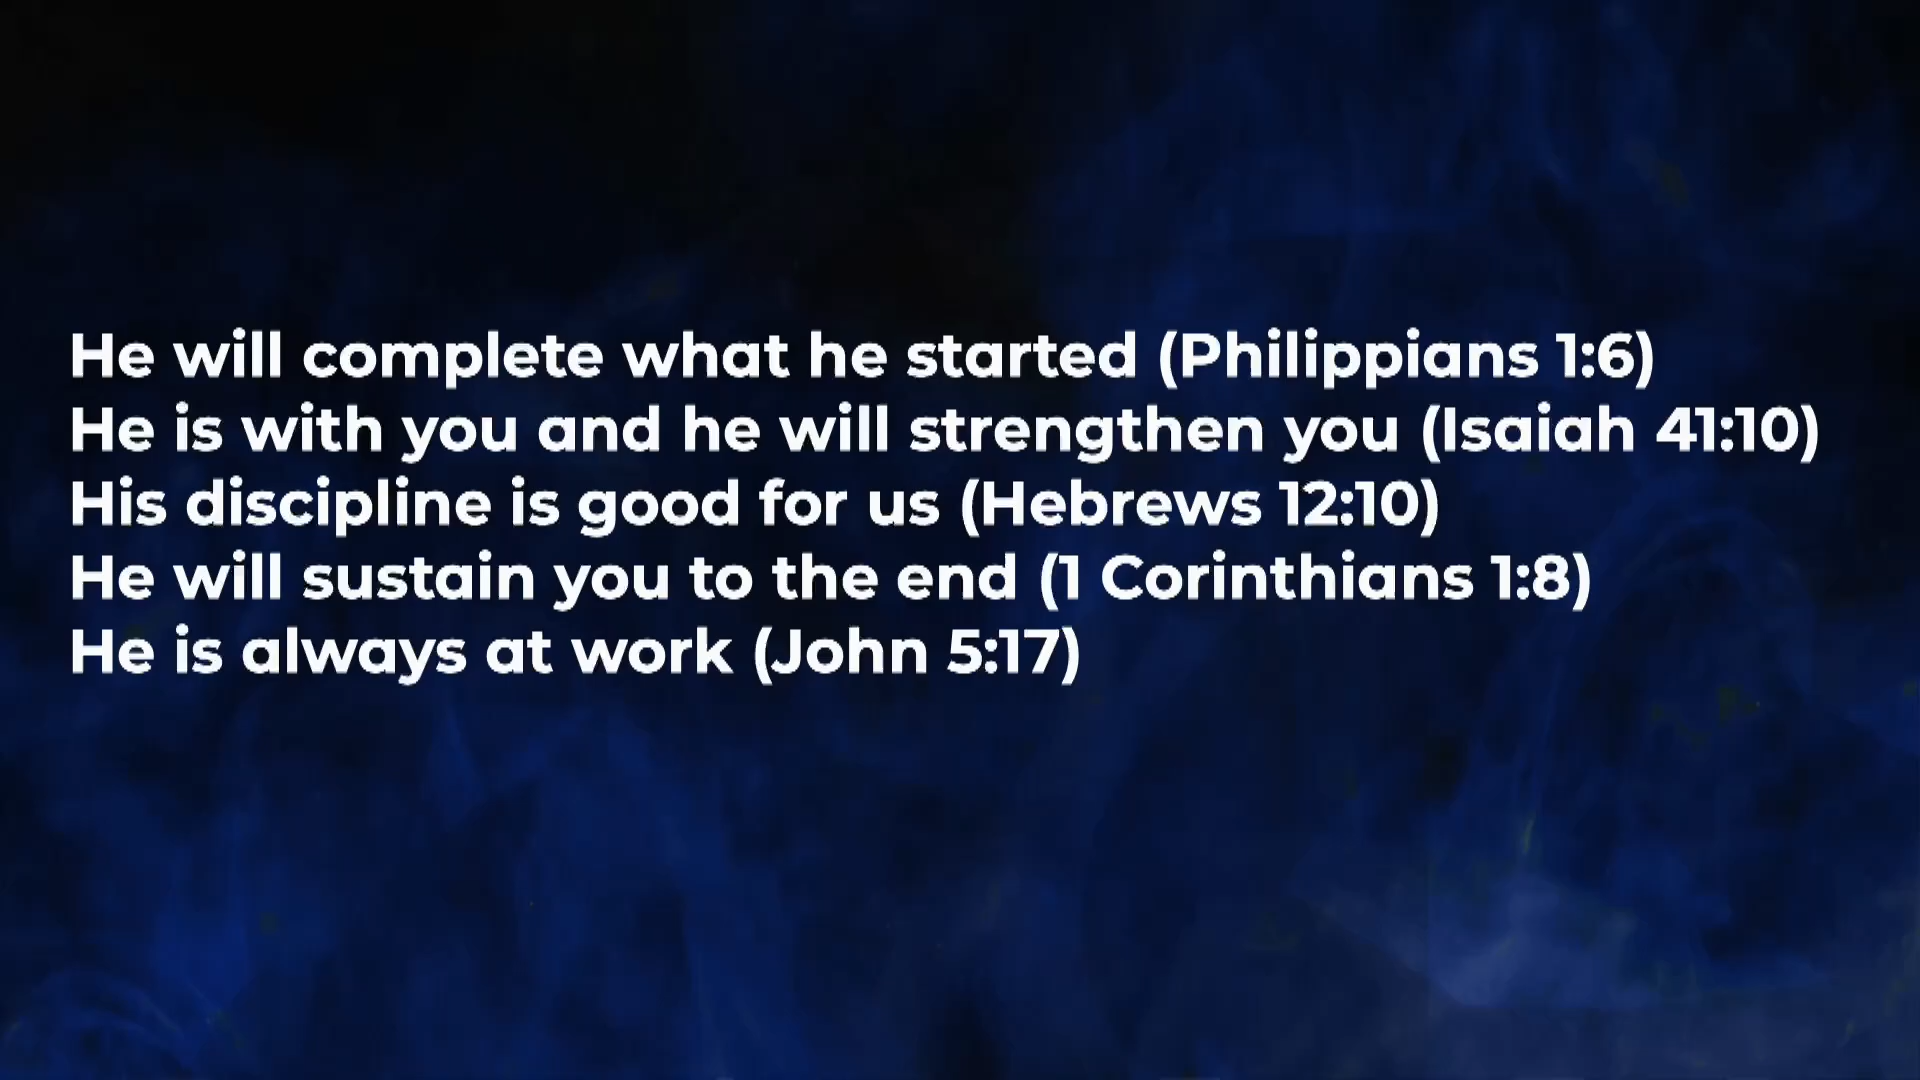 He will complete what he started (Philippians 1:6)
He is with you and he will strengthen you (Isaiah 41:10)
His discipline is good for us (Hebrews 12:10)
He will sustain you to the end (1 Corinthians 1:8)
He is always at work (John 5:17)